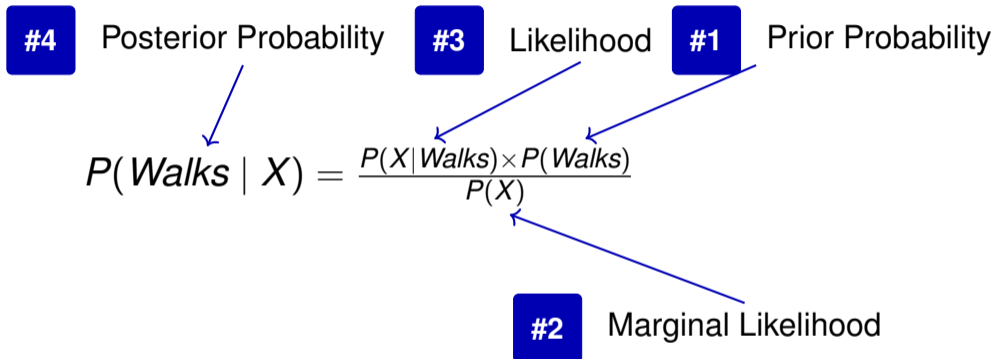 #4 Posterior Probability #3 Likelihood #1 Prior Probability
P(Walks | X) = P(X|Walks)×P(Walks)
P(X)
#2 Marginal Likelihood